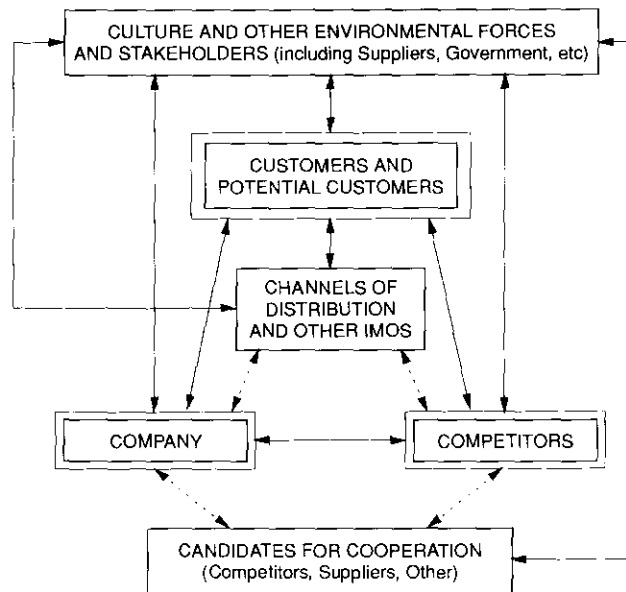 CULTURE AND OTHER ENVIRONMENTAL FORCES
AND STAKEHOLDERS (including Suppliers, Government, etc)
CUSTOMERS AND
POTENTIAL CUSTOMERS
CHANNELS OF
DISTRIBUTION
AND OTHER IMOS
COMPANY
COMPETITORS
CANDIDATES FOR COOPERATION
(Competitors, Suppliers, Other)